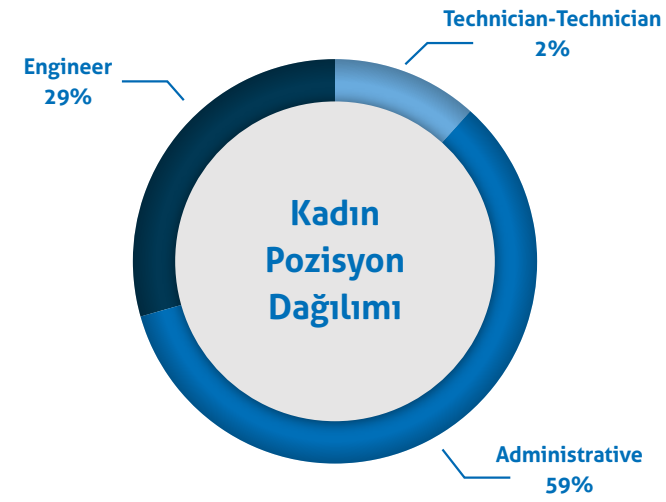 Technician-Technician
2%
Engineer
29%
Kadın
Pozisyon
Dağılımı
Administrative
59%